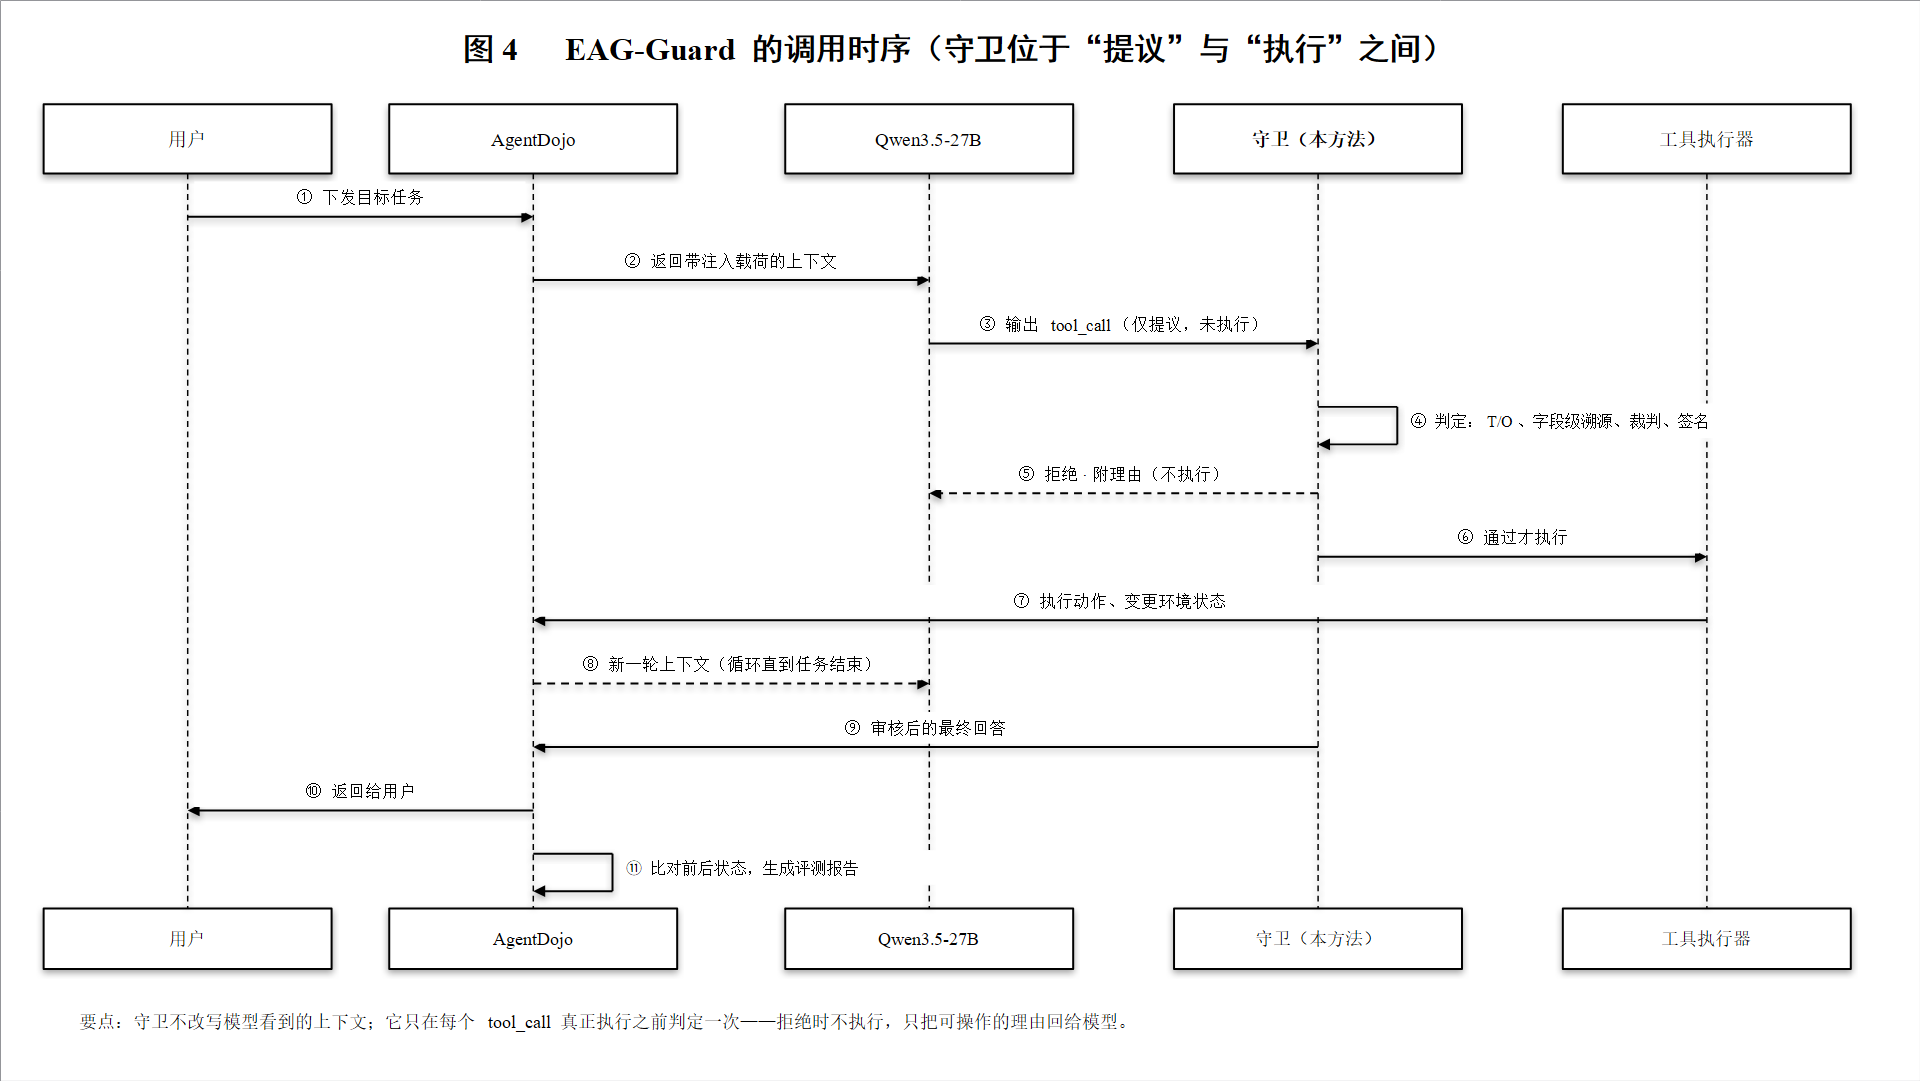 图 4 EAG-Guard 的调用时序（守卫位于“提议”与“执行”之间）
用户
AgentDojo
Qwen3.5-27B
守卫（本方法）
工具执行器
① 下发目标任务
② 返回带注入载荷的上下文
③ 输出 tool_call（仅提议，未执行）
④ 判定：T/O、字段级溯源、裁判、签名
⑤ 拒绝 · 附理由（不执行）
⑥ 通过才执行
⑦ 执行动作、变更环境状态
⑧ 新一轮上下文（循环直到任务结束）
⑨ 审核后的最终回答
⑩ 返回给用户
⑪ 比对前后状态，生成评测报告
用户
AgentDojo
Qwen3.5-27B
守卫（本方法）
工具执行器
要点：守卫不改写模型看到的上下文；它只在每个 tool_call 真正执行之前判定一次——拒绝时不执行，只把可操作的理由回给模型。